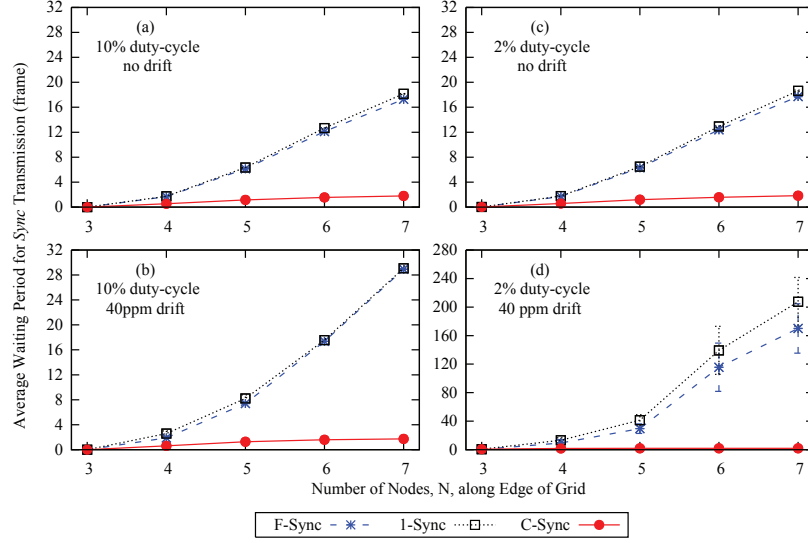 Average Waiting Period for Sync Transmission (frame)
(a)
10% duty-cycle
no drift
32
28
24
20
16
12
8
4
0
3 4 5 6 7
(c)
2% duty-cycle
no drift
32
28
24
20
16
12
8
4
0
3 4 5 6 7
(b)
10% duty-cycle
40ppm drift
32
28
24
20
16
12
8
4
0
3 4 5 6 7
(d)
2% duty-cycle
40 ppm drift
280
240
200
160
120
80
40
0
3 4 5 6 7
Number of Nodes, N, along Edge of Grid
F-Sync 1-Sync C-Sync